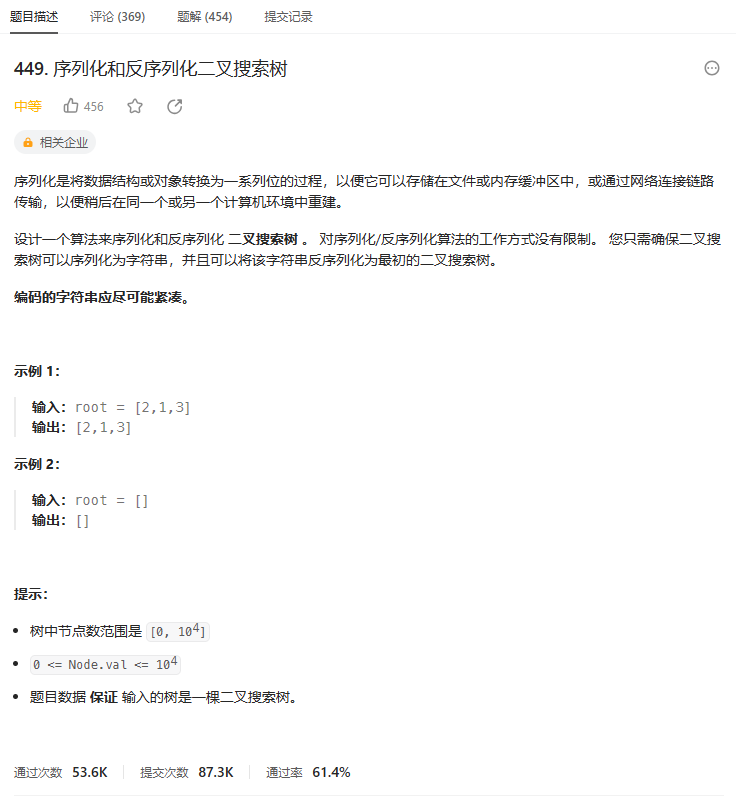 题目描述 评论 (369) 题解 (454) 提交记录
449. 序列化和反序列化二叉搜索树
中等 456
相关企业
序列化是将数据结构或对象转换为一系列位的过程，以便它可以存储在文件或内存缓冲区中，或通过网络连接链路
传输，以便稍后在同一个或另一个计算机环境中重建。
设计一个算法来序列化和反序列化 二叉搜索树 。 对序列化/反序列化算法的工作方式没有限制。 您只需确保二叉搜
索树可以序列化为字符串，并且可以将该字符串反序列化为最初的二叉搜索树。
编码的字符串应尽可能紧凑。
示例 1：
输入：root = [2,1,3]
输出：[2,1,3]
示例 2：
输入：root = []
输出：[]
提示：
• 树中节点数范围是 [0, 10⁴]
• 0 <= Node.val <= 10⁴
• 题目数据 保证 输入的树是一棵二叉搜索树。
通过次数 53.6K 提交次数 87.3K 通过率 61.4%